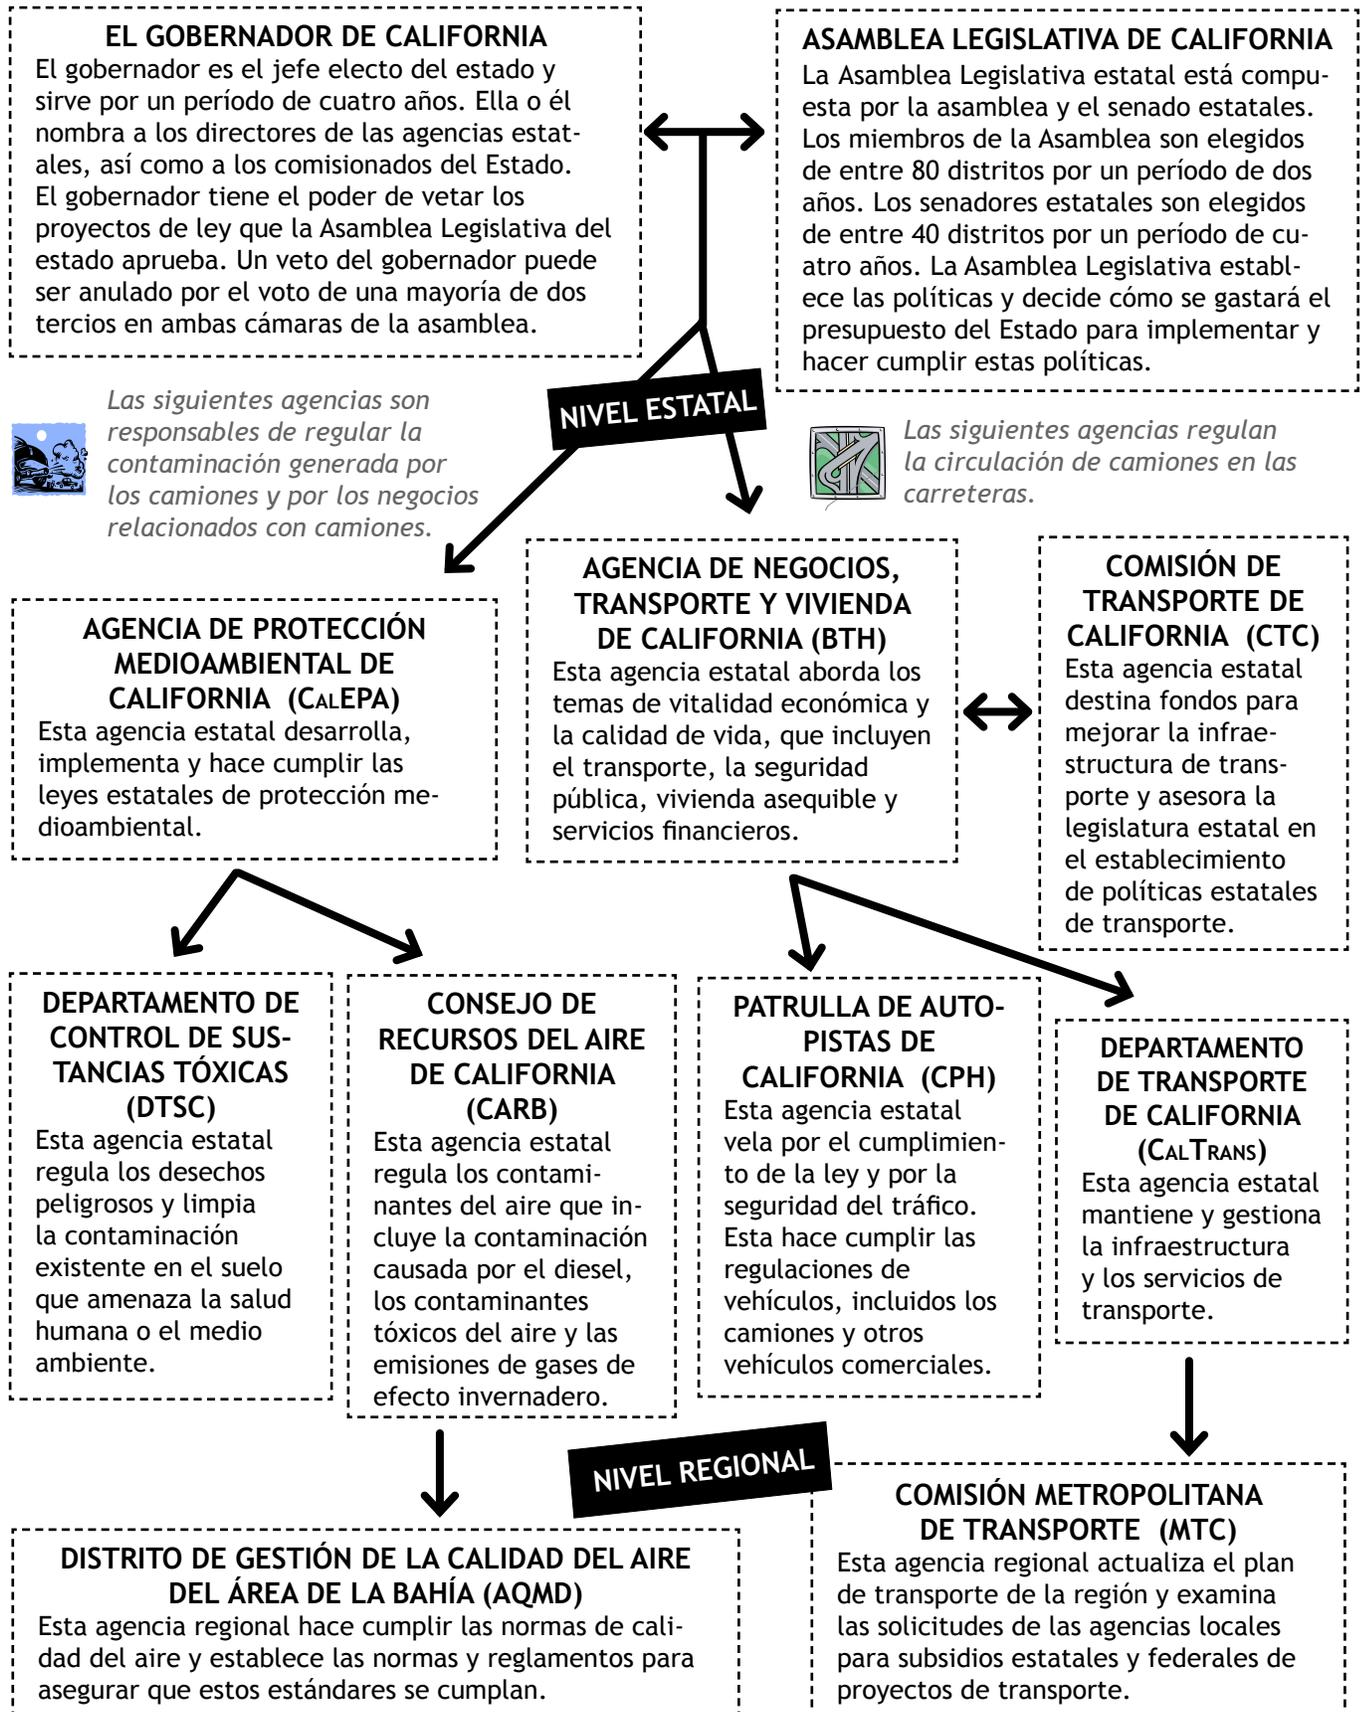 EL GOBERNADOR DE CALIFORNIA
El gobernador es el jefe electo del estado y
sirve por un período de cuatro años. Ella o él
nombra a los directores de las agencias estat-
ales, así como a los comisionados del Estado.
El gobernador tiene el poder de vetar los
proyectos de ley que la Asamblea Legislativa del
estado aprueba. Un veto del gobernador puede
ser anulado por el voto de una mayoría de dos
tercios en ambas cámaras de la asamblea.
ASAMBLEA LEGISLATIVA DE CALIFORNIA
La Asamblea Legislativa estatal está compu-
esta por la asamblea y el senado estatales.
Los miembros de la Asamblea son elegidos
de entre 80 distritos por un período de dos
años. Los senadores estatales son elegidos
de entre 40 distritos por un período de cu-
atro años. La Asamblea Legislativa establ-
ece las políticas y decide cómo se gastará el
presupuesto del Estado para implementar y
hacer cumplir estas políticas.
NIVEL ESTATAL
Las siguientes agencias son
responsables de regular la
contaminación generada por
los camiones y por los negocios
relacionados con camiones.
Las siguientes agencias regulan
la circulación de camiones en las
carreteras.
AGENCIA DE PROTECCIÓN
MEDIOAMBIENTAL DE
CALIFORNIA (CALEPA)
Esta agencia estatal desarrolla,
implementa y hace cumplir las
leyes estatales de protección me-
dioambiental.
AGENCIA DE NEGOCIOS,
TRANSPORTE Y VIVIENDA
DE CALIFORNIA (BTH)
Esta agencia estatal aborda los
temas de vitalidad económica y
la calidad de vida, que incluyen
el transporte, la seguridad
pública, vivienda asequible y
servicios financieros.
COMISIÓN DE
TRANSPORTE DE
CALIFORNIA (CTC)
Esta agencia estatal
destina fondos para
mejorar la infrae-
structura de trans-
porte y asesora la
legislatura estatal en
el establecimiento
de políticas estatales
de transporte.
DEPARTAMENTO DE
CONTROL DE SUS-
TANCIAS TÓXICAS
(DTSC)
Esta agencia estatal
regula los desechos
peligrosos y limpia
la contaminación
existente en el suelo
que amenaza la salud
humana o el medio
ambiente.
CONSEJO DE
RECURSOS DEL AIRE
DE CALIFORNIA
(CARB)
Esta agencia estatal
regula los contami-
nantes del aire que in-
cluye la contaminación
causada por el diesel,
los contaminantes
tóxicos del aire y las
emisiones de gases de
efecto invernadero.
PATRULLA DE AUTO-
PISTAS DE
CALIFORNIA (CPH)
Esta agencia estatal
vela por el cumplimien-
to de la ley y por la
seguridad del tráfico.
Esta hace cumplir las
regulaciones de
vehículos, incluidos los
camiones y otros
vehículos comerciales.
DEPARTAMENTO
DE TRANSPORTE
DE CALIFORNIA
(CALTRANS)
Esta agencia estatal
mantiene y gestiona
la infraestructura
y los servicios de
transporte.
NIVEL REGIONAL
DISTRITO DE GESTIÓN DE LA CALIDAD DEL AIRE
DEL ÁREA DE LA BAHÍA (AQMD)
Esta agencia regional hace cumplir las normas de cali-
dad del aire y establece las normas y reglamentos para
asegurar que estos estándares se cumplan.
COMISIÓN METROPOLITANA
DE TRANSPORTE (MTC)
Esta agencia regional actualiza el plan
de transporte de la región y examina
las solicitudes de las agencias locales
para subsidios estatales y federales de
proyectos de transporte.